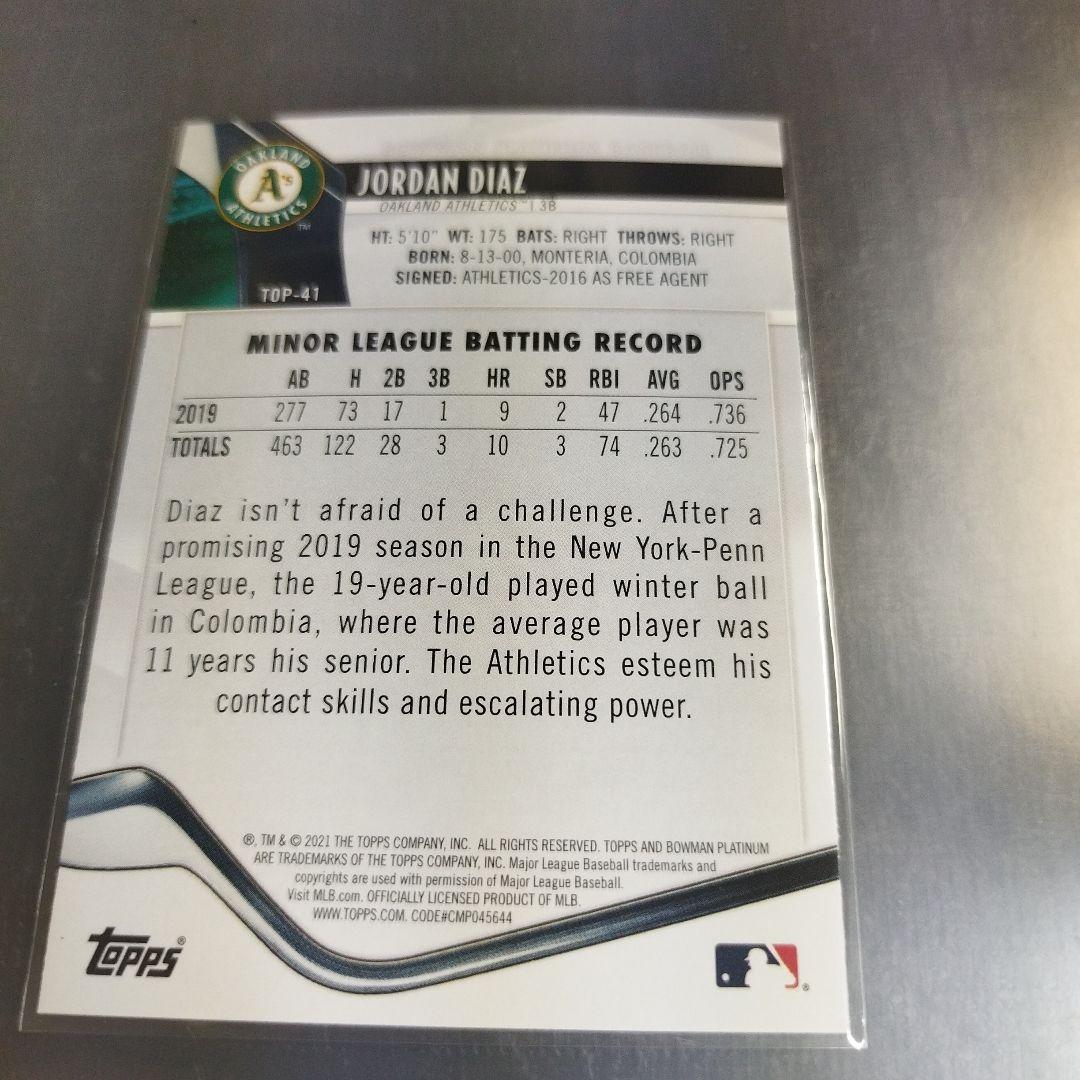 OAKLAND
A's
ATHLETICS
TM
JORDAN DIAZ
OAKLAND ATHLETICS™ | 3B
HT: 5'10" WT: 175 BATS: RIGHT THROWS: RIGHT
BORN: 8-13-00, MONTERIA, COLOMBIA
SIGNED: ATHLETICS-2016 AS FREE AGENT
TOP-41
MINOR LEAGUE BATTING RECORD
AB H 2B 3B HR SB RBI AVG OPS
2019 277 73 17 1 9 2 47 .264 .736
TOTALS 463 122 28 3 10 3 74 .263 .725
Diaz isn't afraid of a challenge. After a
promising 2019 season in the New York-Penn
League, the 19-year-old played winter ball
in Colombia, where the average player was
11 years his senior. The Athletics esteem his
contact skills and escalating power.
®, TM & © 2021 THE TOPPS COMPANY, INC. ALL RIGHTS RESERVED. TOPPS AND BOWMAN PLATINUM
ARE TRADEMARKS OF THE TOPPS COMPANY, INC. Major League Baseball trademarks and
copyrights are used with permission of Major League Baseball.
Visit MLB.com. OFFICIALLY LICENSED PRODUCT OF MLB.
WWW.TOPPS.COM. CODE#CMP045644
topps®
®